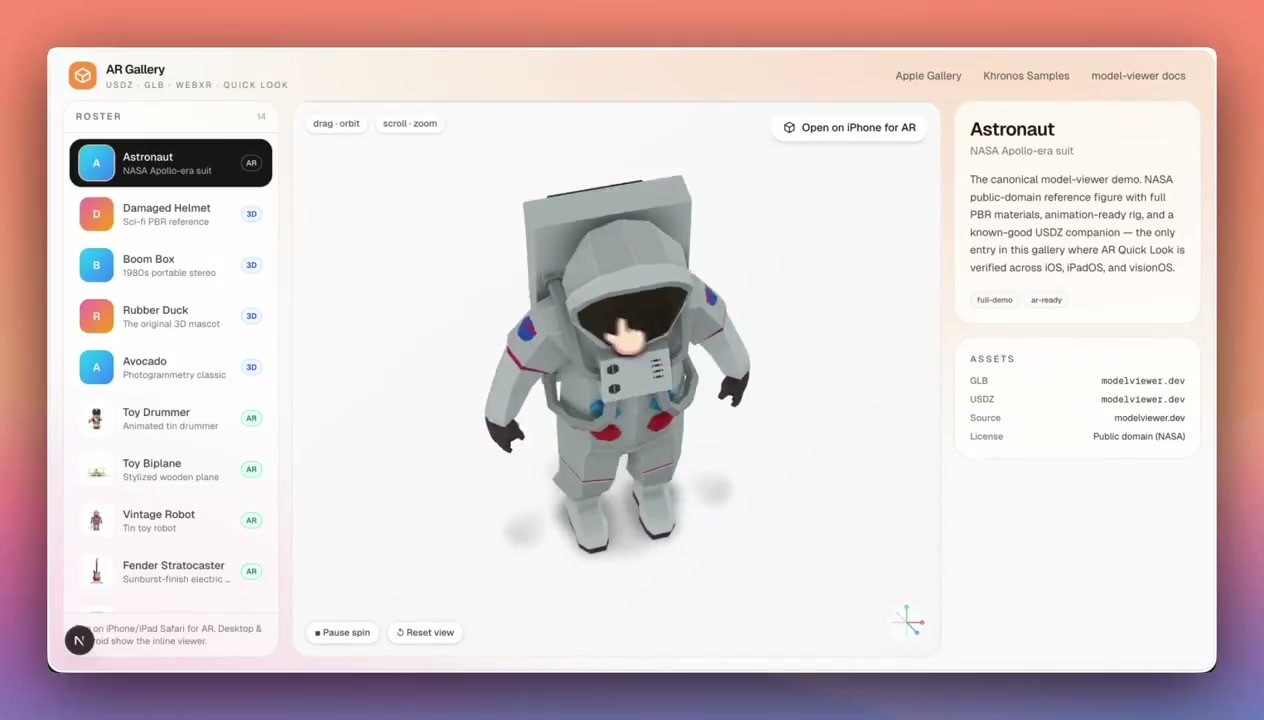 AR Gallery
USDZ · GLB · WEBXR · QUICK LOOK
Apple Gallery
Khronos Samples
model-viewer docs
ROSTER
14
A
Astronaut
NASA Apollo-era suit
AR
D
Damaged Helmet
Sci-fi PBR reference
3D
B
Boom Box
1980s portable stereo
3D
R
Rubber Duck
The original 3D mascot
3D
A
Avocado
Photogrammetry classic
3D
Toy Drummer
Animated tin drummer
AR
Toy Biplane
Stylized wooden plane
AR
Vintage Robot
Tin toy robot
AR
Fender Stratocaster
Sunburst-finish electric ...
AR
on iPhone/iPad Safari for AR. Desktop &
show the inline viewer.
N
drag · orbit
scroll · zoom
Open on iPhone for AR
Pause spin
Reset view
Astronaut
NASA Apollo-era suit
The canonical model-viewer demo. NASA
public-domain reference figure with full
PBR materials, animation-ready rig, and a
known-good USDZ companion — the only
entry in this gallery where AR Quick Look is
verified across iOS, iPadOS, and visionOS.
full-demo
ar-ready
ASSETS
GLB
modelviewer.dev
USDZ
modelviewer.dev
Source
modelviewer.dev
License
Public domain (NASA)